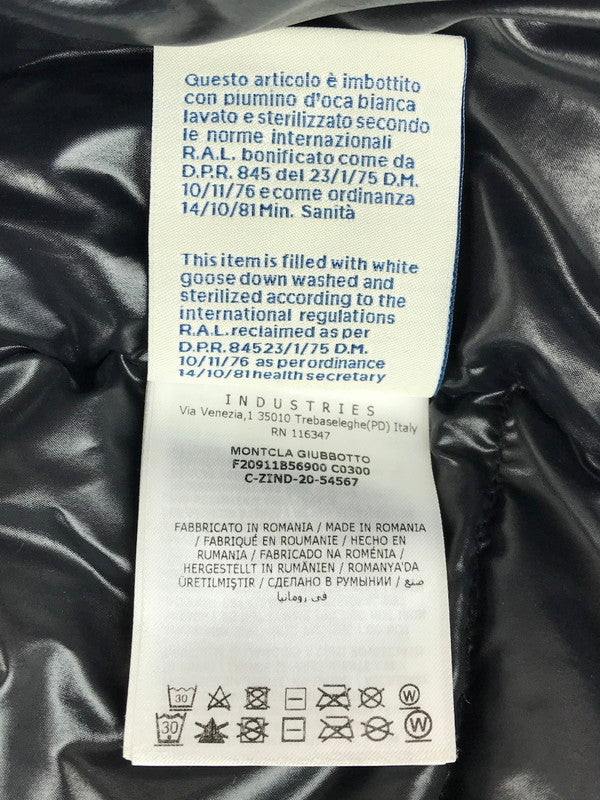 Questo articolo è imbottito
con piumino d'oca bianca
lavato e sterilizzato secondo
le norme internazionali
R.A.L. bonificato come da
D.P.R. 845 del 23/1/75 D.M.
10/11/76 e come ordinanza
14/10/81 Min. Sanità
This item is filled with white
goose down washed and
sterilized according to the
international regulations
R.A.L. reclaimed as per
D.P.R. 84523/1/75 D.M.
10/11/76 as per ordinance
14/10/81 health secretary
INDUSTRIES
Via Venezia,1 35010 Trebaseleghe(PD) Italy
RN 116347
MONTCLA GIUBBOTTO
F20911B56900 C0300
C-ZIND-20-54567
FABBRICATO IN ROMANIA / MADE IN ROMANIA
/ FABRIQUÉ EN ROUMANIE / HECHO EN
RUMANIA / FABRICADO NA ROMÉNIA /
HERGESTELLT IN RUMÄNIEN / ROMANYA'DA
ÜRETILMIŞTIR / СДЕЛАНО В РУМЫНИИ / صنع
في رومانيا
30 W
30 W